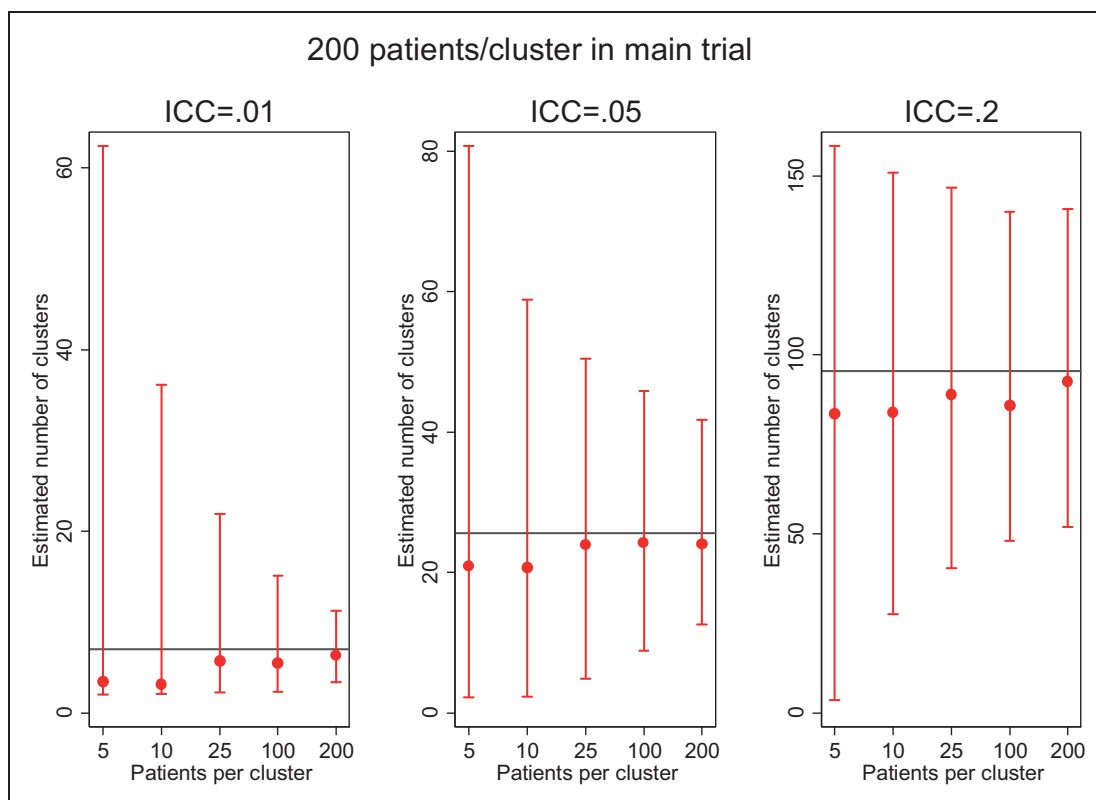 200 patients/cluster in main trial
ICC=.01
Estimated number of clusters
60
40
20
0
5 10 25 100 200
Patients per cluster
ICC=.05
Estimated number of clusters
80
60
40
20
0
5 10 25 100 200
Patients per cluster
ICC=.2
Estimated number of clusters
150
100
50
0
5 10 25 100 200
Patients per cluster